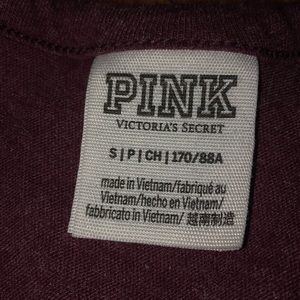 PINK
VICTORIA'S SECRET
S | P | CH | 170/88A
made in Vietnam/fabriqué au
Vietnam/hecho en Vietnam/
fabbricato in Vietnam/ 越南制造